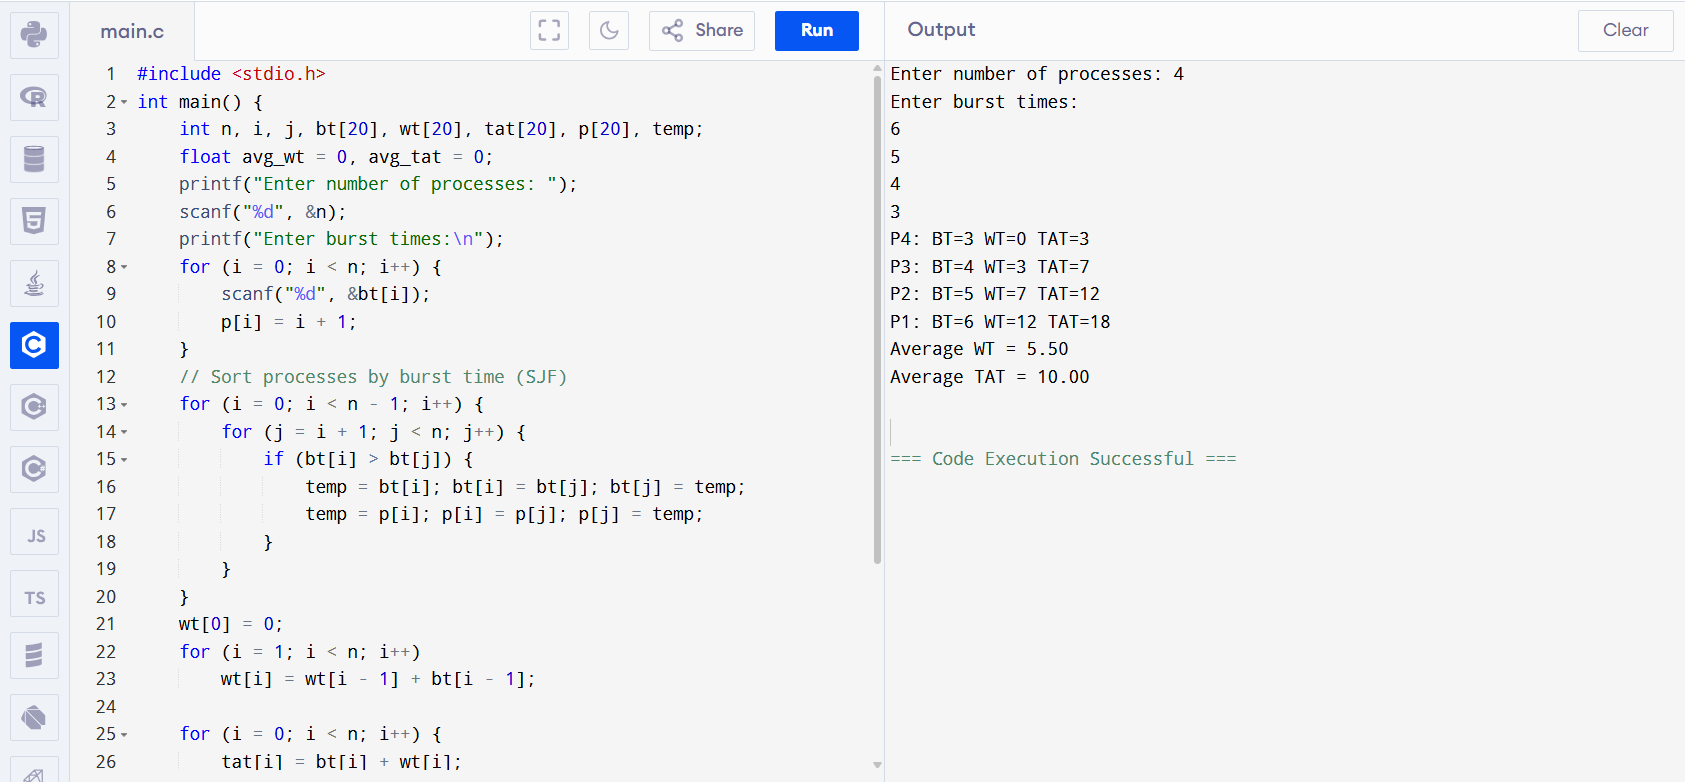 main.c
Share
Run
Output
Clear
1 #include <stdio.h>
2 int main() {
3     int n, i, j, bt[20], wt[20], tat[20], p[20], temp;
4     float avg_wt = 0, avg_tat = 0;
5     printf("Enter number of processes: ");
6     scanf("%d", &n);
7     printf("Enter burst times:\n");
8     for (i = 0; i < n; i++) {
9         scanf("%d", &bt[i]);
10         p[i] = i + 1;
11     }
12     // Sort processes by burst time (SJF)
13     for (i = 0; i < n - 1; i++) {
14         for (j = i + 1; j < n; j++) {
15             if (bt[i] > bt[j]) {
16                 temp = bt[i]; bt[i] = bt[j]; bt[j] = temp;
17                 temp = p[i]; p[i] = p[j]; p[j] = temp;
18             }
19         }
20     }
21     wt[0] = 0;
22     for (i = 1; i < n; i++)
23         wt[i] = wt[i - 1] + bt[i - 1];
24
25     for (i = 0; i < n; i++) {
26         tat[i] = bt[i] + wt[i];
Enter number of processes: 4
Enter burst times:
6
5
4
3
P4: BT=3 WT=0 TAT=3
P3: BT=4 WT=3 TAT=7
P2: BT=5 WT=7 TAT=12
P1: BT=6 WT=12 TAT=18
Average WT = 5.50
Average TAT = 10.00
=== Code Execution Successful ===
R
5
C
C
C
JS
TS